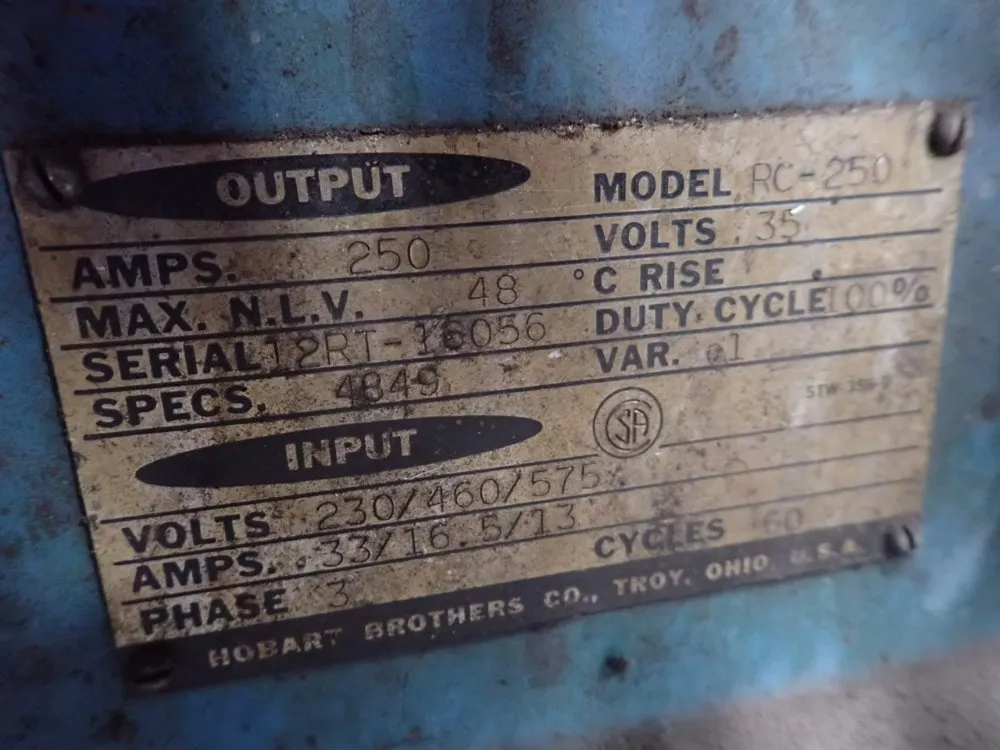 OUTPUT MODEL RC-250
AMPS. 250 VOLTS 35
MAX. N.L.V. 48 °C RISE
SERIAL 12RT-16056 DUTY CYCLE 100%
SPECS. 4849 VAR. 1
SA
INPUT
VOLTS 230/460/575
AMPS. 33/16.5/13
PHASE 3 CYCLES 60
HOBART BROTHERS CO., TROY, OHIO, U.S.A.